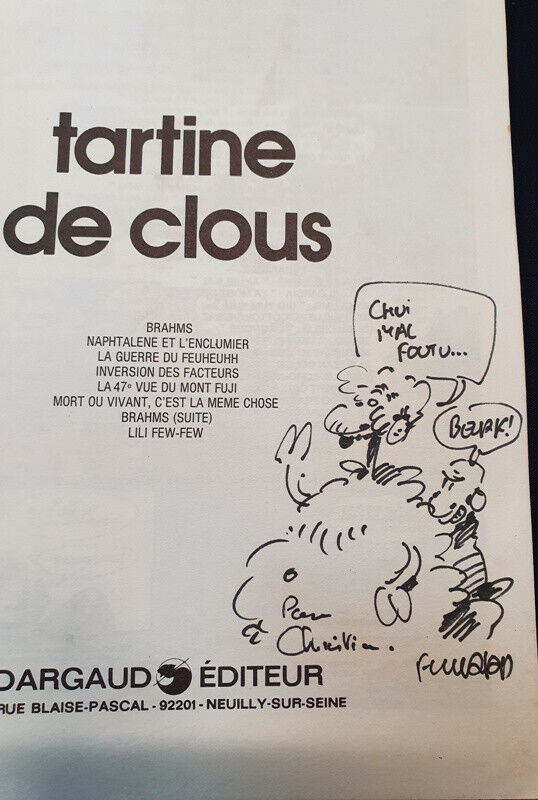 tartine
de clous
BRAHMS
NAPHTALENE ET L'ENCLUMIER
LA GUERRE DU FEUHEUHH
INVERSION DES FACTEURS
LA 47e VUE DU MONT FUJI
MORT OU VIVANT, C'EST LA MEME CHOSE
BRAHMS (SUITE)
LILI FEW-FEW
Chui
MAL
FOUTU...
BEURK!
Pour
Christian.
DARGAUD ÉDITEUR
RUE BLAISE-PASCAL - 92201 - NEUILLY-SUR-SEINE